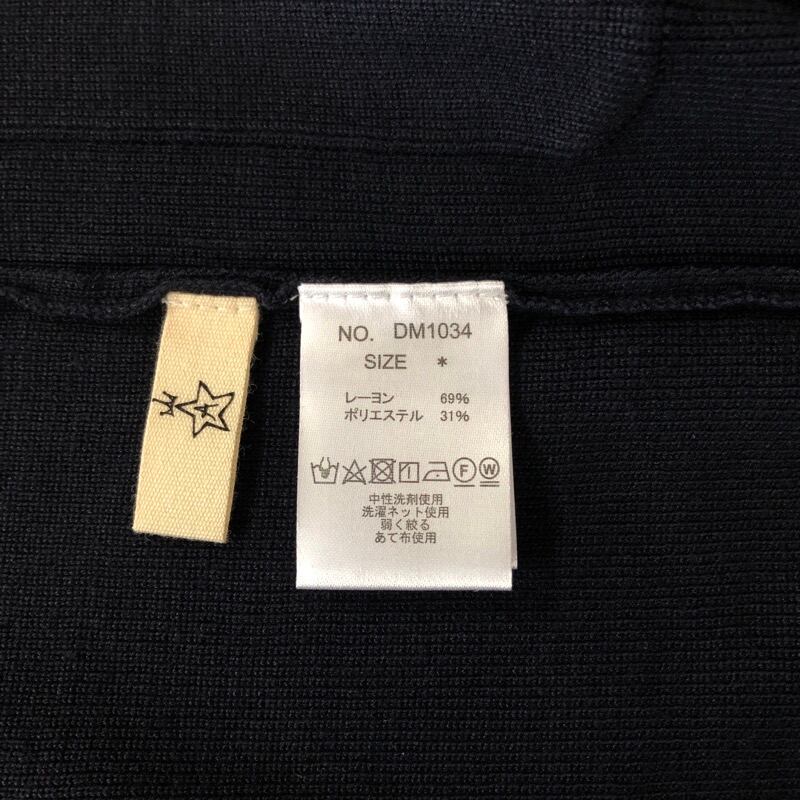 NO. DM1034
SIZE *
レーヨン 69%
ポリエステル 31%
F W
中性洗剤使用
洗濯ネット使用
弱く絞る
あて布使用